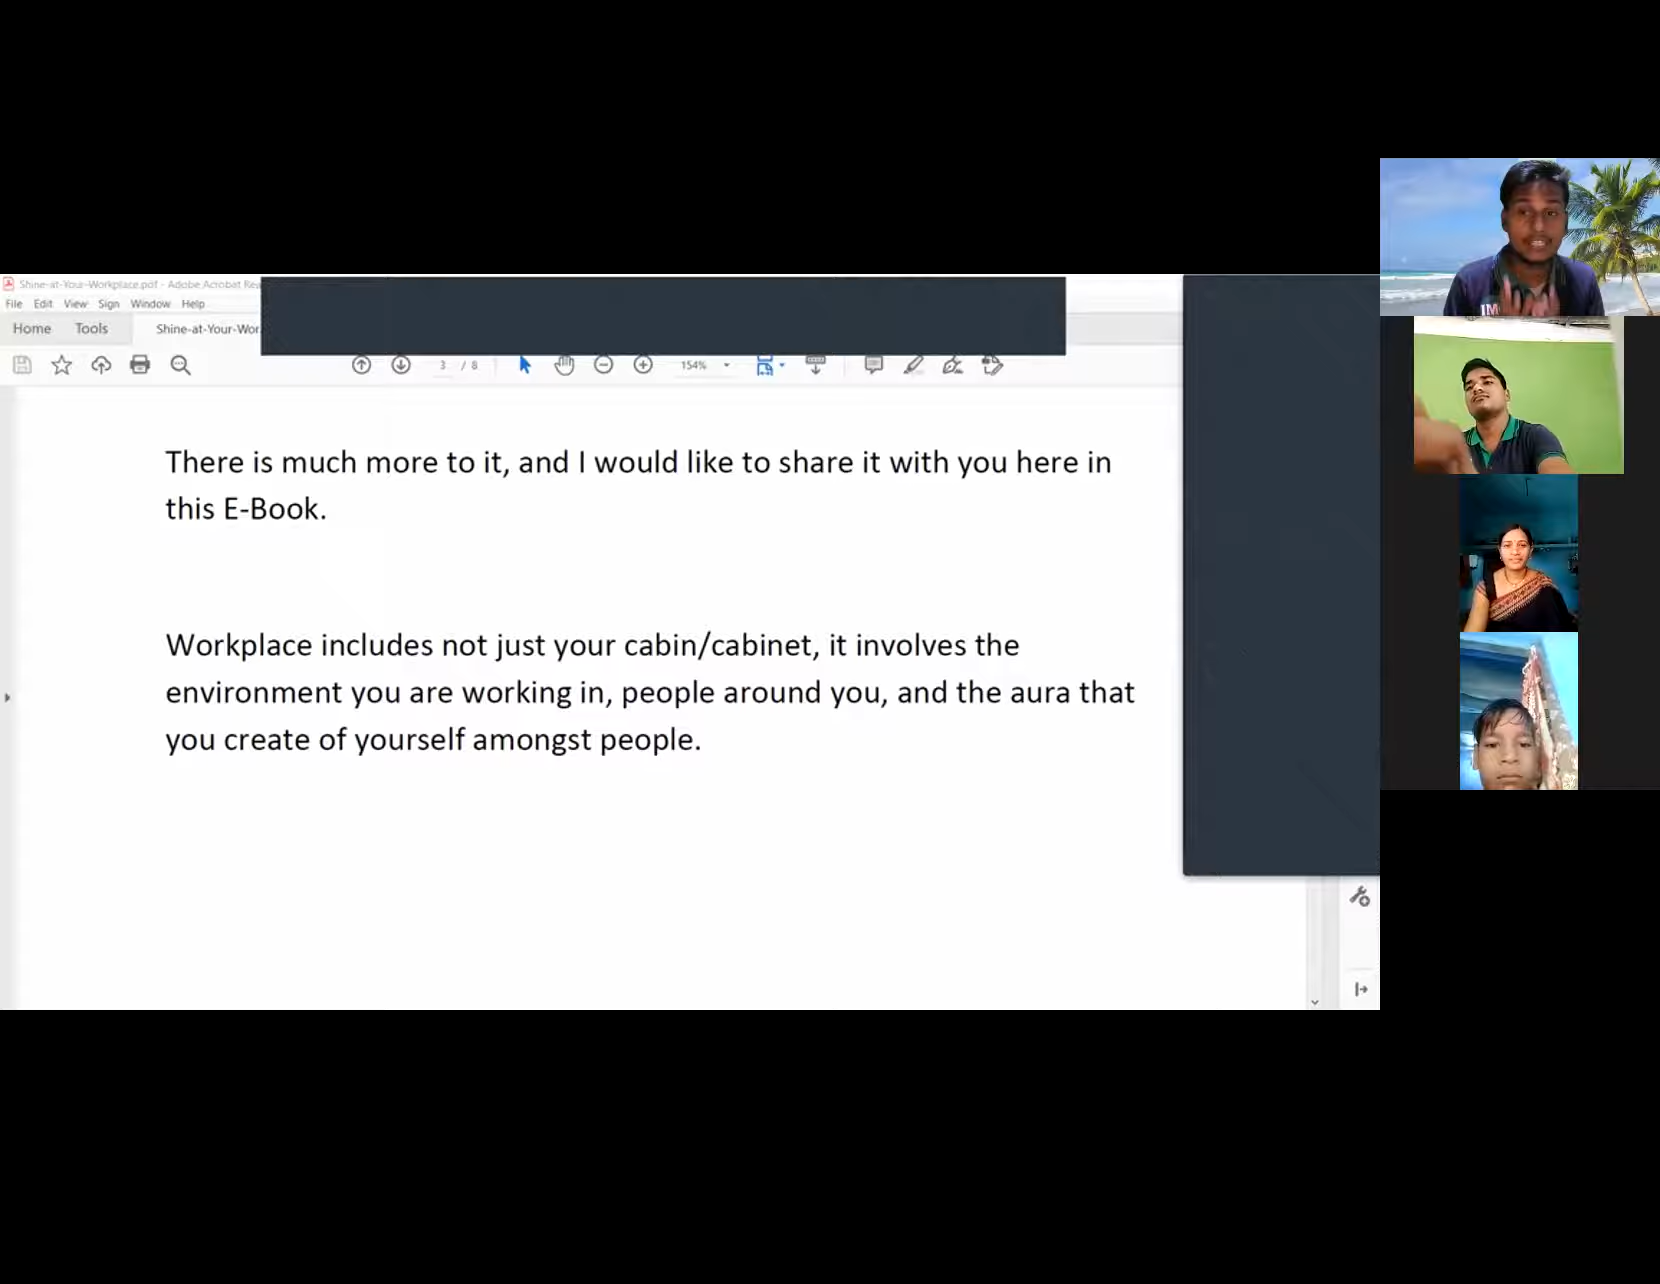 Shine-at-Your-Workplace.pdf - Adobe Acrobat Rea
File Edit View Sign Window Help
Home Tools Shine-at-Your-Wor
3 / 8 154%
There is much more to it, and I would like to share it with you here in
this E-Book.
Workplace includes not just your cabin/cabinet, it involves the
environment you are working in, people around you, and the aura that
you create of yourself amongst people.